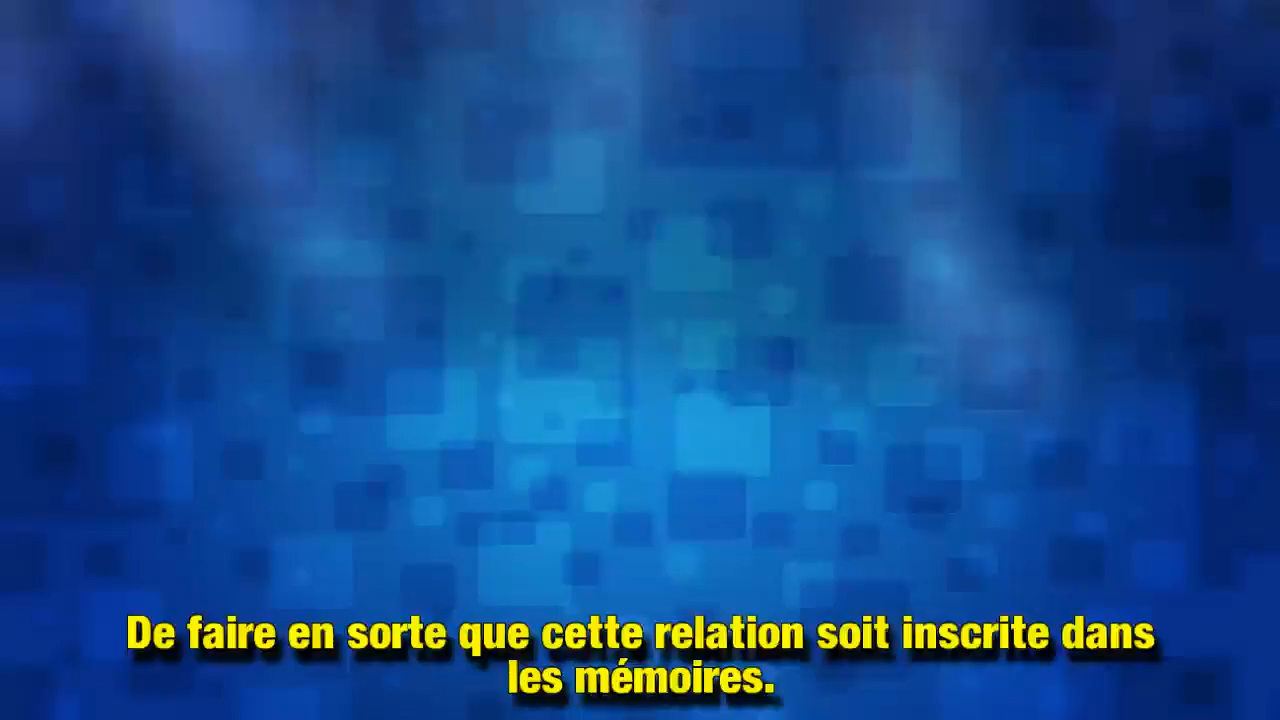 De faire en sorte que cette relation soit inscrite dans
les mémoires.